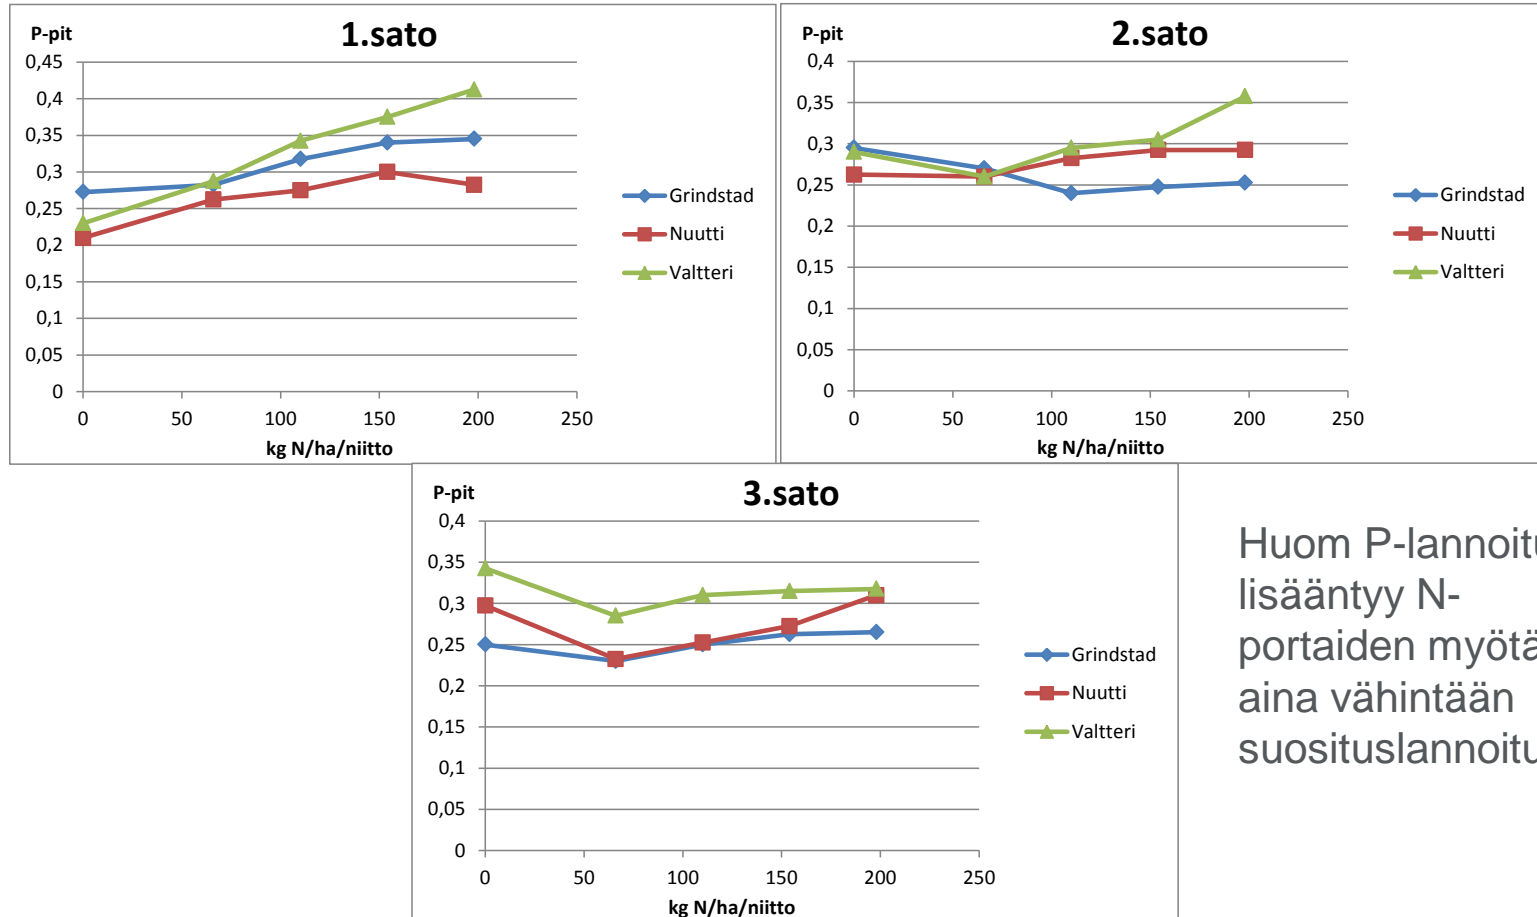 P-pit
1.sato
0,45
0,4
0,35
0,3
0,25
0,2
0,15
0,1
0,05
0
0 50 100 150 200 250
kg N/ha/niitto
Grindstad
Nuutti
Valtteri
P-pit
2.sato
0,4
0,35
0,3
0,25
0,2
0,15
0,1
0,05
0
0 50 100 150 200 250
kg N/ha/niitto
Grindstad
Nuutti
Valtteri
P-pit
3.sato
0,4
0,35
0,3
0,25
0,2
0,15
0,1
0,05
0
0 50 100 150 200 250
kg N/ha/niitto
Grindstad
Nuutti
Valtteri
Huom P-lannoitu
lisääntyy N-
portaiden myötä
aina vähintään
suosituslannoitu